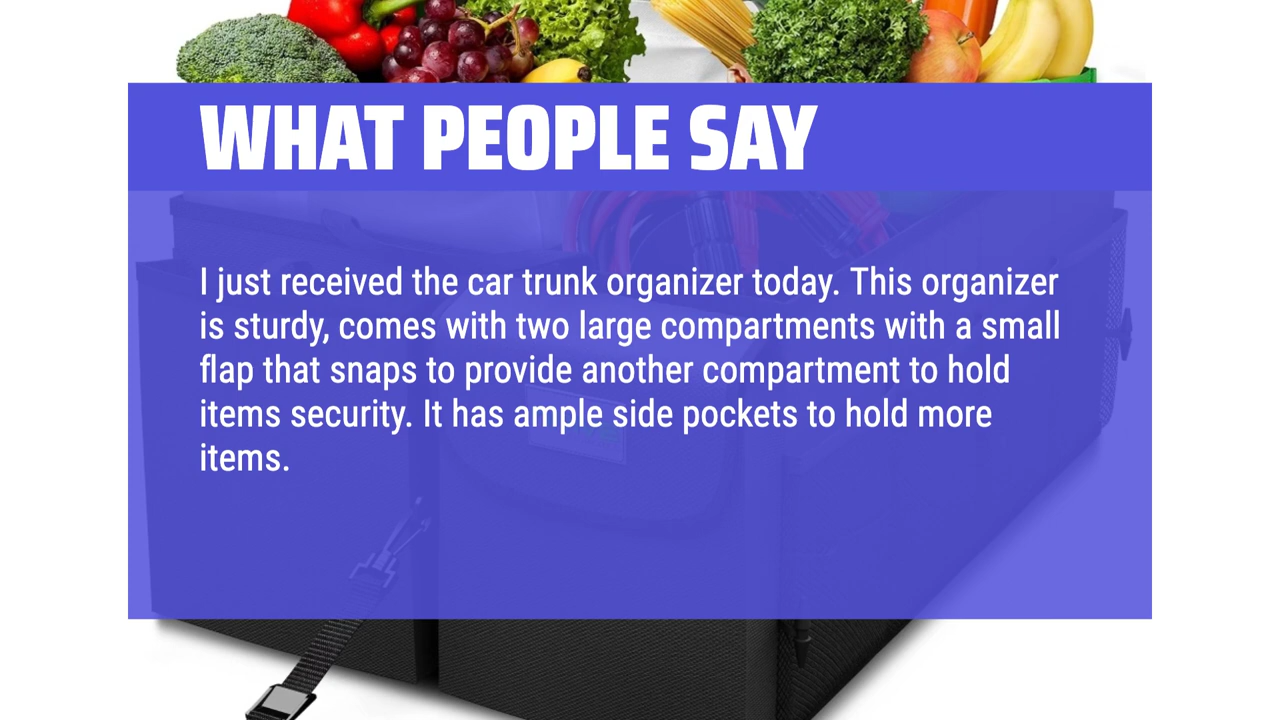 WHAT PEOPLE SAY
I just received the car trunk organizer today. This organizer
is sturdy, comes with two large compartments with a small
flap that snaps to provide another compartment to hold
items security. It has ample side pockets to hold more
items.